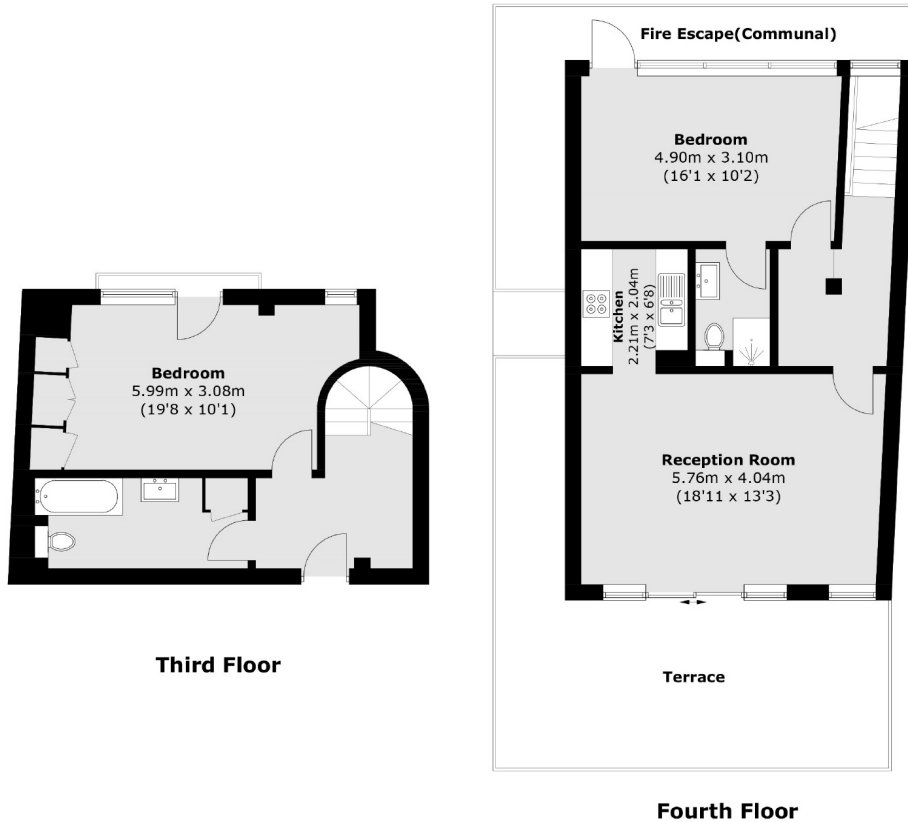 Fire Escape(Communal)
Bedroom
4.90m x 3.10m
(16'1 x 10'2)
Kitchen
2.21m x 2.04m
(7'3 x 6'8)
Bedroom
5.99m x 3.08m
(19'8 x 10'1)
Reception Room
5.76m x 4.04m
(18'11 x 13'3)
Third Floor
Terrace
Fourth Floor